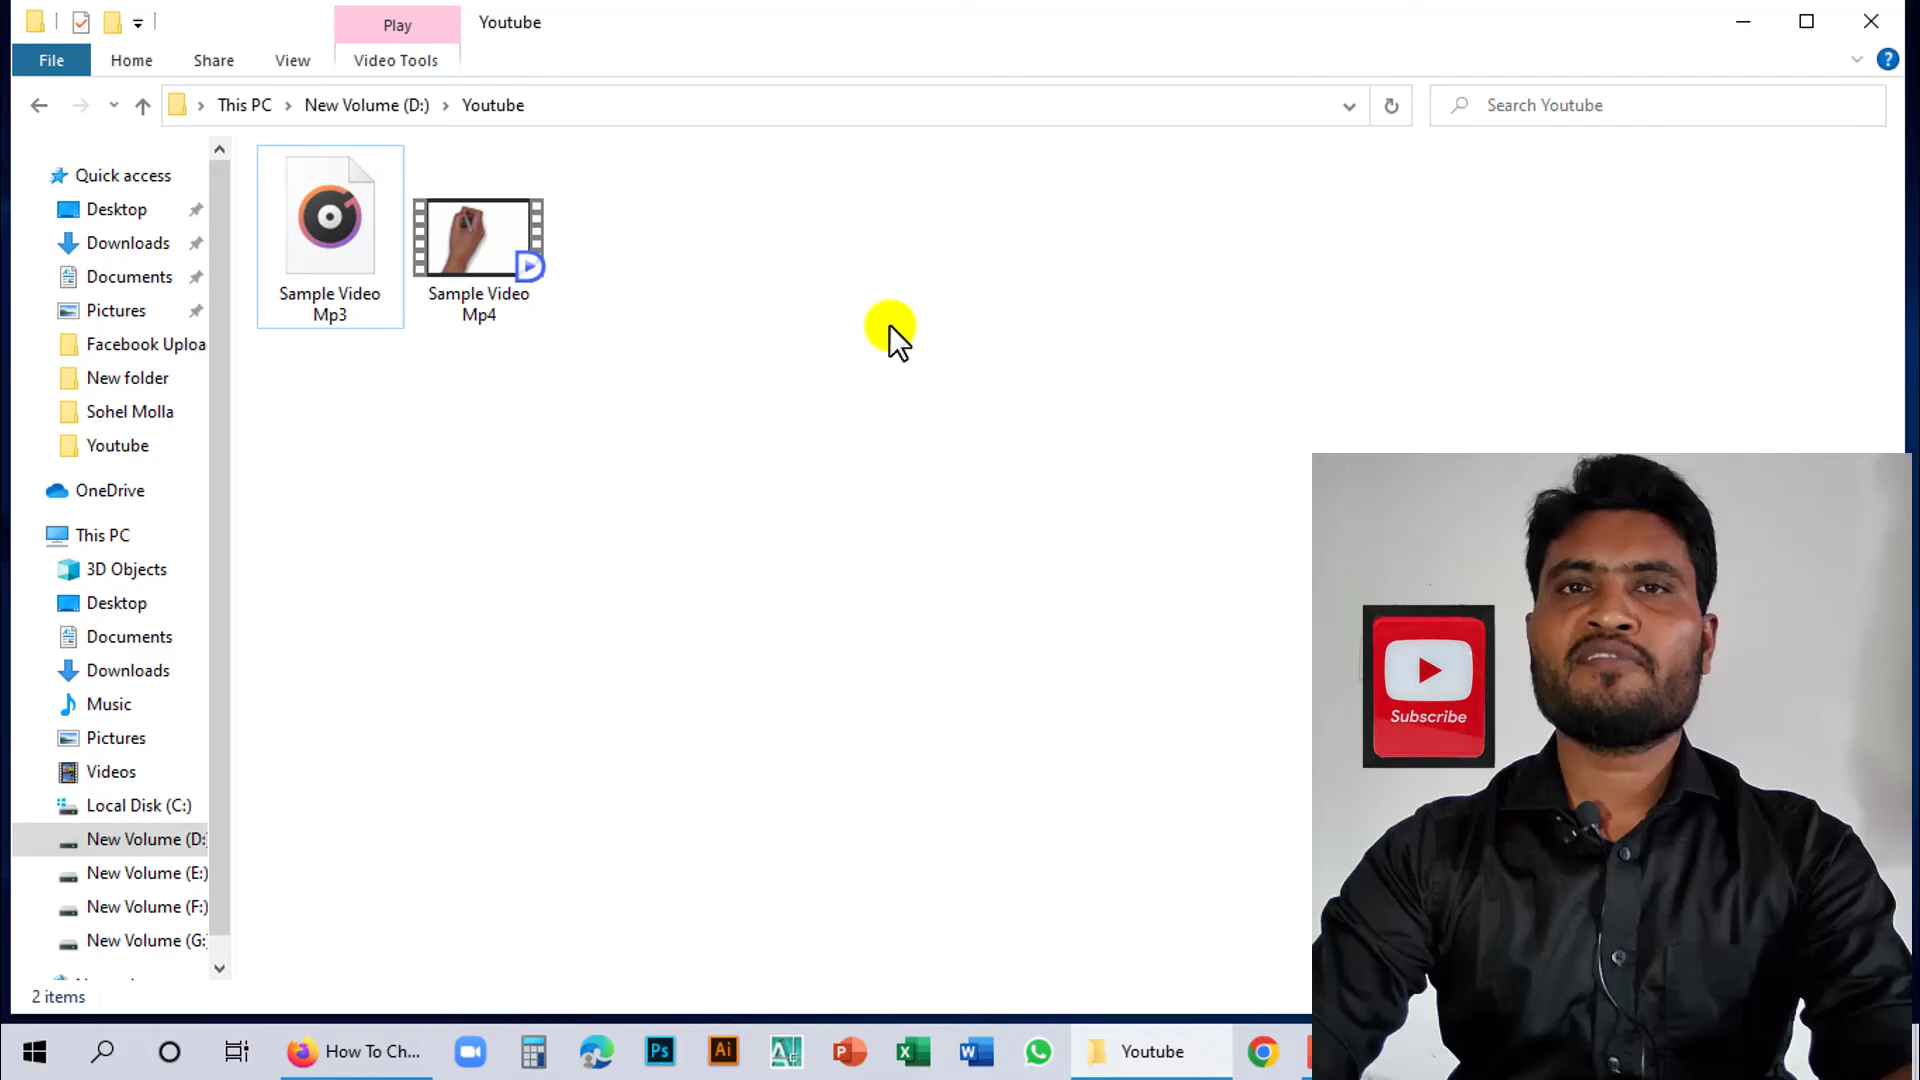 Play
Youtube
File
Home
Share
View
Video Tools
This PC
New Volume (D:)
Youtube
Search Youtube
Quick access
Desktop
Downloads
Documents
Pictures
Facebook Uploa
New folder
Sohel Molla
Youtube
OneDrive
This PC
3D Objects
Desktop
Documents
Downloads
Music
Pictures
Videos
Local Disk (C:)
New Volume (D:
New Volume (E:)
New Volume (F:)
New Volume (G:
Sample Video
Mp3
Sample Video
Mp4
Subscribe
2 items
How To Ch...
Ps
Ai
Youtube